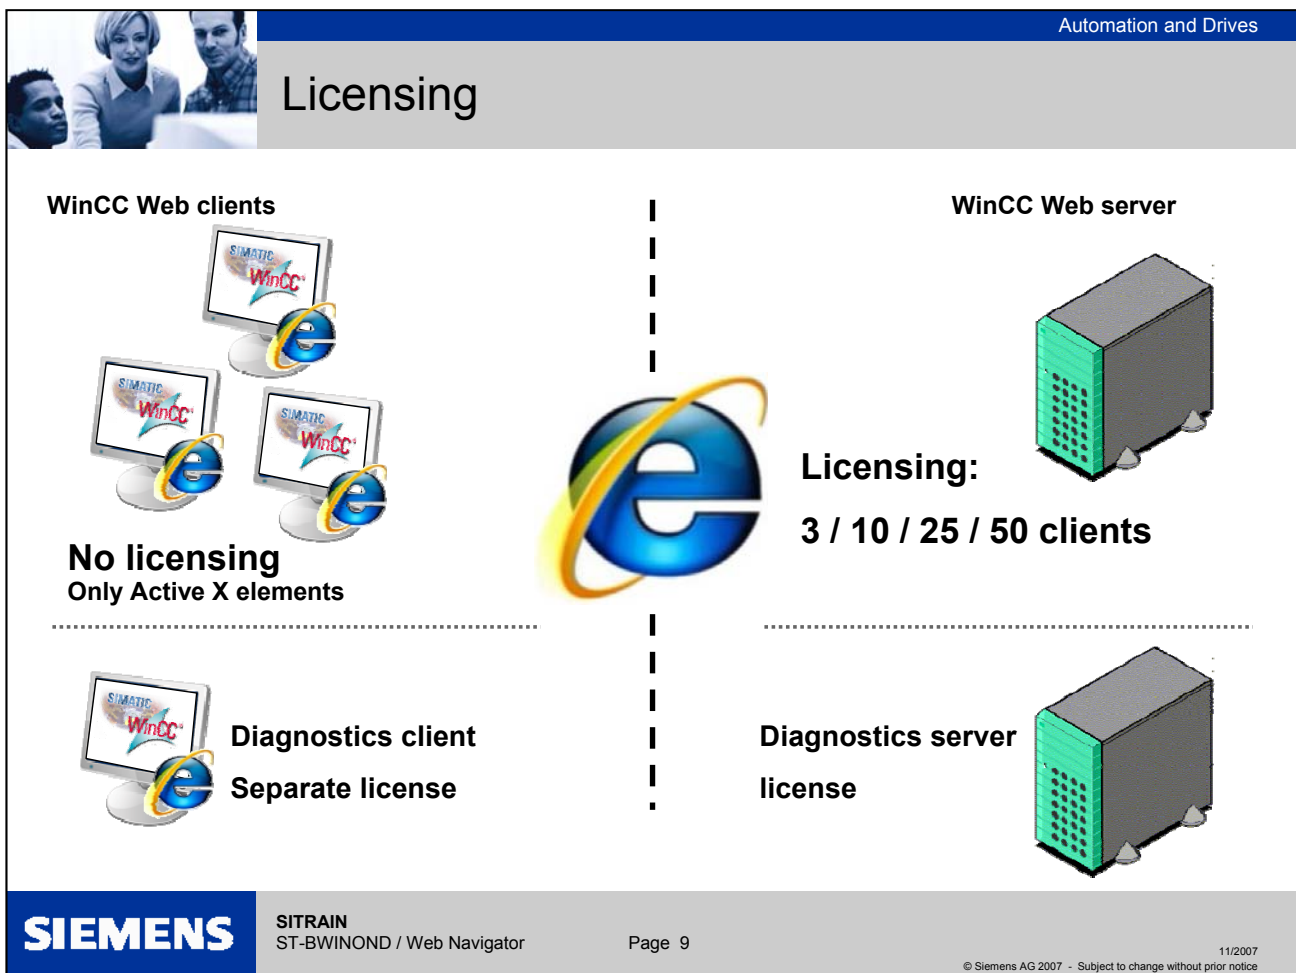 Automation and Drives
Licensing
WinCC Web clients
WinCC Web server
SIMATIC
WinCC
SIMATIC
WinCC
SIMATIC
WinCC
Licensing:
3 / 10 / 25 / 50 clients
No licensing
Only Active X elements
SIMATIC
WinCC
Diagnostics client
Separate license
Diagnostics server
license
SIEMENS
SITRAIN
ST-BWINOND / Web Navigator
Page 9
11/2007
© Siemens AG 2007 - Subject to change without prior notice